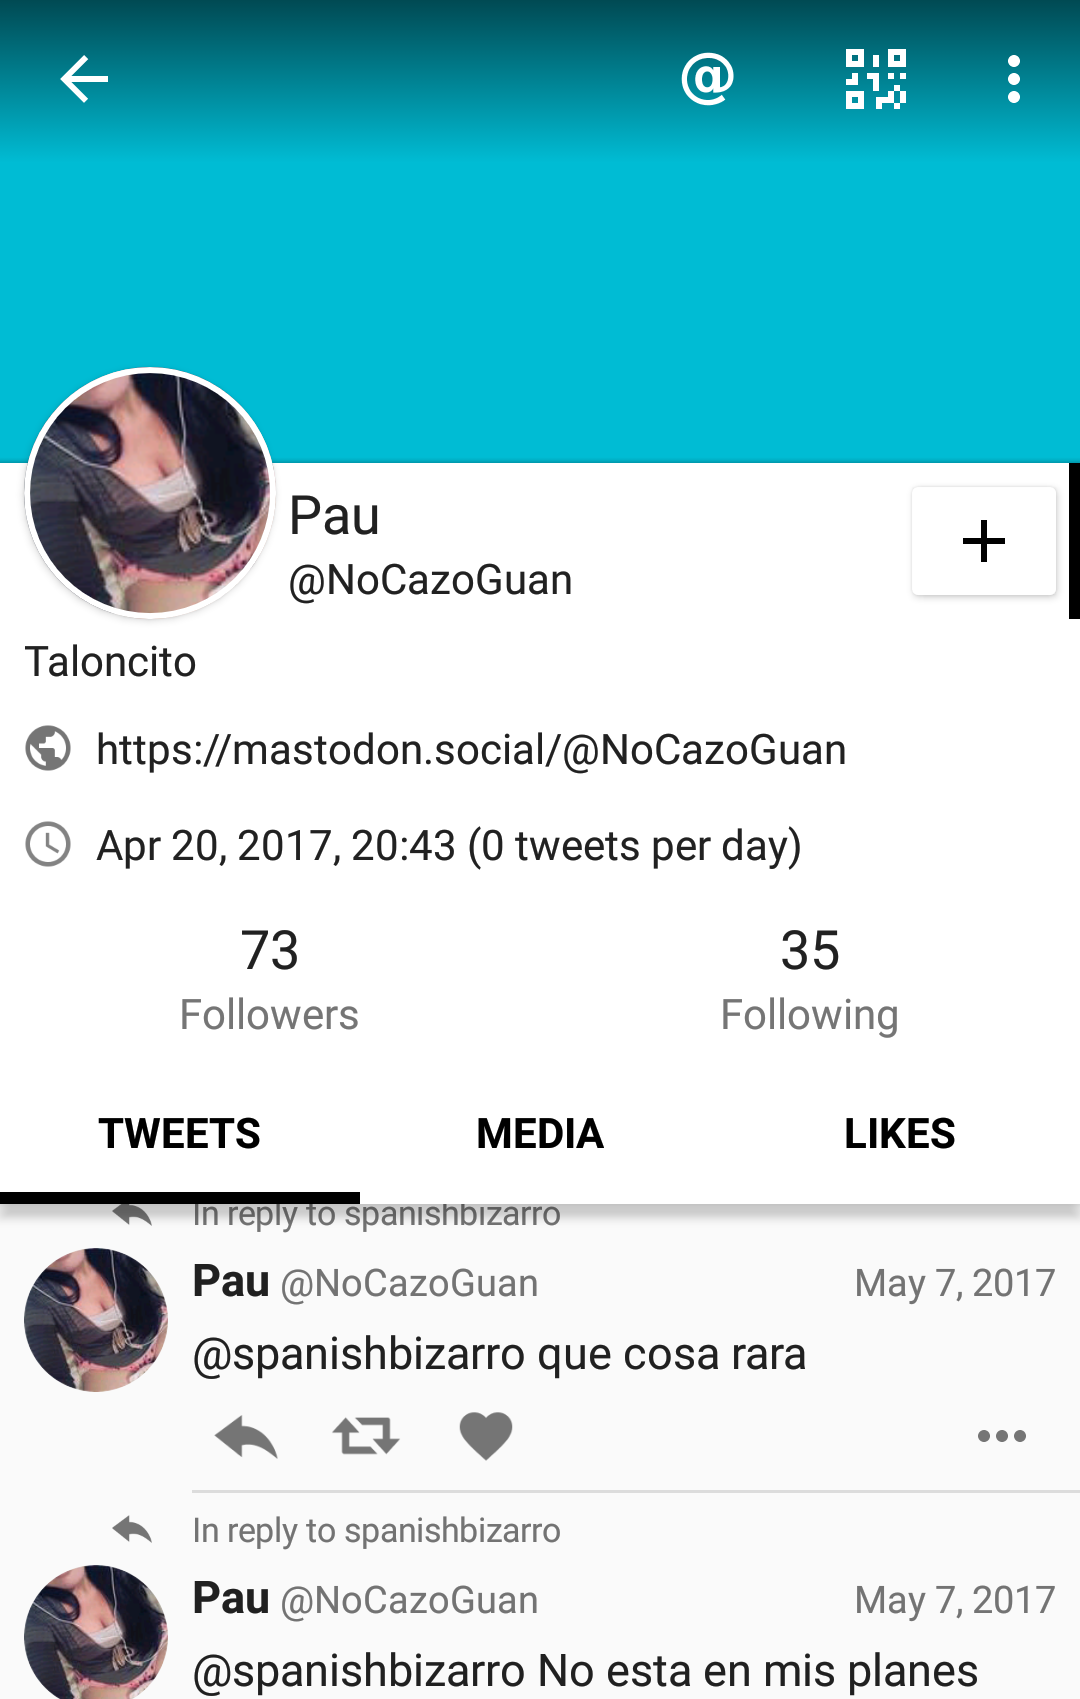 Pau
@NoCazoGuan
Taloncito
https://mastodon.social/@NoCazoGuan
Apr 20, 2017, 20:43 (0 tweets per day)
73
Followers
35
Following
TWEETS
MEDIA
LIKES
In reply to spanishbizarro
Pau @NoCazoGuan May 7, 2017
@spanishbizarro que cosa rara
In reply to spanishbizarro
Pau @NoCazoGuan May 7, 2017
@spanishbizarro No esta en mis planes